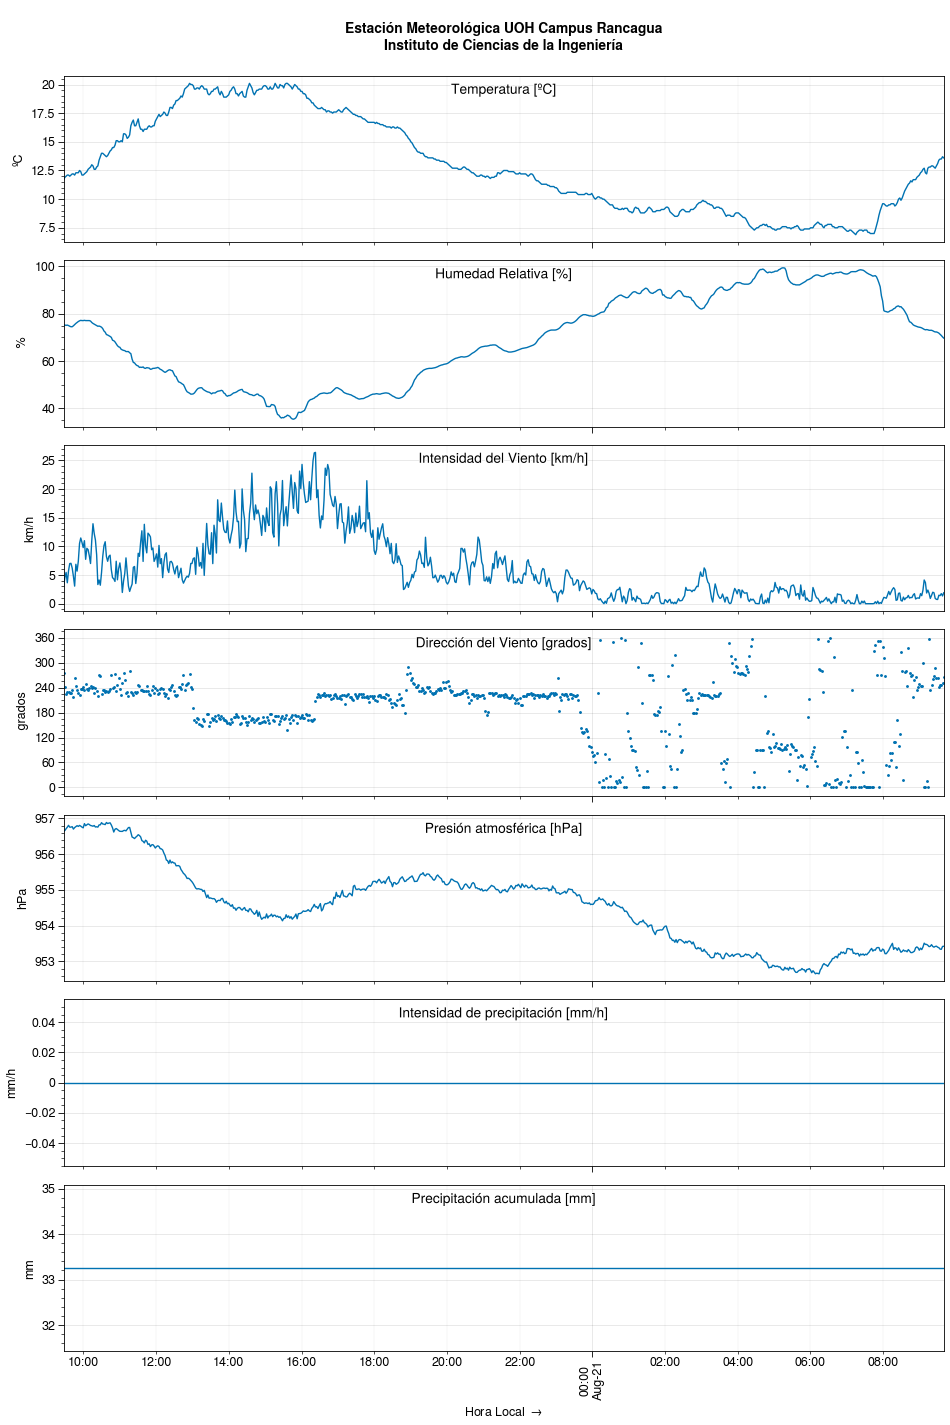 Estación Meteorológica UOH Campus Rancagua
Instituto de Ciencias de la Ingeniería
Temperatura [ºC]
ºC
20
17.5
15
12.5
10
7.5
Humedad Relativa [%]
%
100
80
60
40
Intensidad del Viento [km/h]
km/h
25
20
15
10
5
0
Dirección del Viento [grados]
grados
360
300
240
180
120
60
0
Presión atmosférica [hPa]
hPa
957
956
955
954
953
Intensidad de precipitación [mm/h]
mm/h
0.04
0.02
0
−0.02
−0.04
Precipitación acumulada [mm]
mm
35
34
33
32
10:00 12:00 14:00 16:00 18:00 20:00 22:00 00:00 02:00 04:00 06:00 08:00
Aug-21
Hora Local →